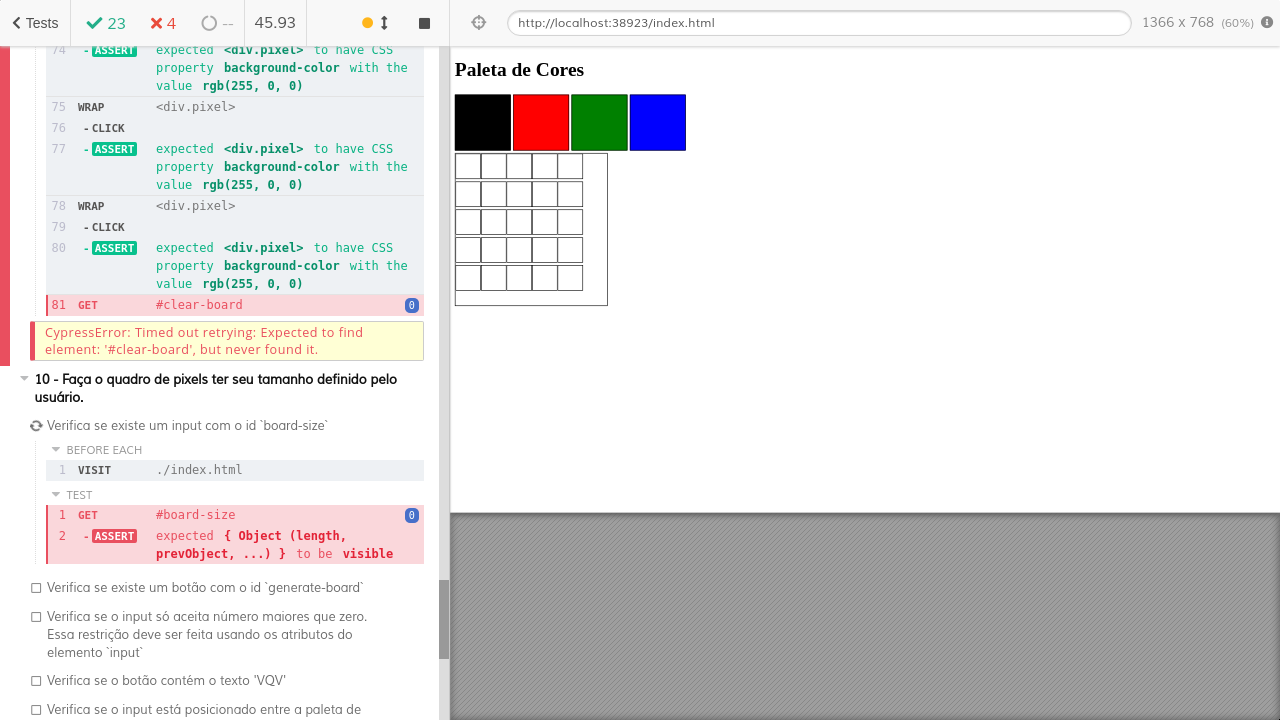 Tests 23 4 -- 45.93
http://localhost:38923/index.html 1366 x 768 (60%)
74 -ASSERT expected <div.pixel> to have CSS
property background-color with the
value rgb(255, 0, 0)
75 WRAP <div.pixel>
76 -CLICK
77 -ASSERT expected <div.pixel> to have CSS
property background-color with the
value rgb(255, 0, 0)
78 WRAP <div.pixel>
79 -CLICK
80 -ASSERT expected <div.pixel> to have CSS
property background-color with the
value rgb(255, 0, 0)
81 GET #clear-board 0
CypressError: Timed out retrying: Expected to find
element: '#clear-board', but never found it.
10 - Faça o quadro de pixels ter seu tamanho definido pelo
usuário.
Verifica se existe um input com o id `board-size`
BEFORE EACH
1 VISIT ./index.html
TEST
1 GET #board-size 0
2 -ASSERT expected { Object (length,
prevObject, ...) } to be visible
Verifica se existe um botão com o id `generate-board`
Verifica se o input só aceita número maiores que zero.
Essa restrição deve ser feita usando os atributos do
elemento `input`
Verifica se o botão contém o texto 'VQV'
Verifica se o input está posicionado entre a paleta de
Paleta de Cores